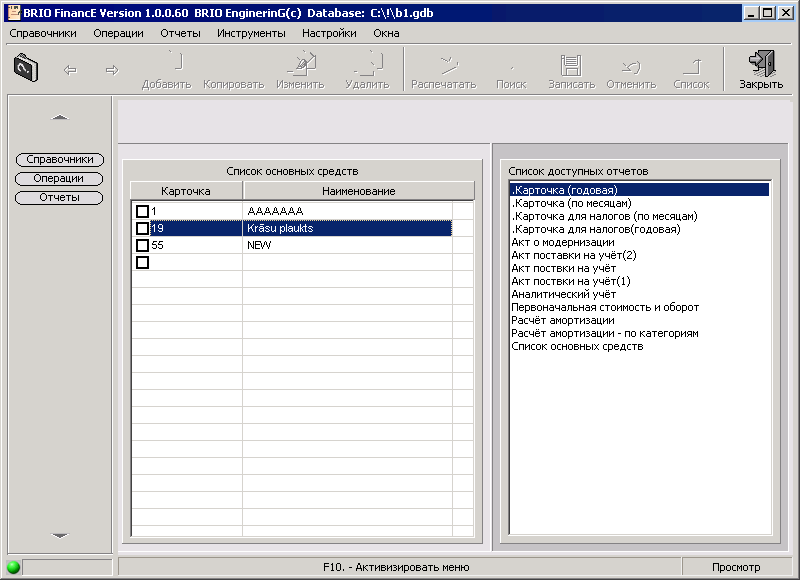 BRIO FinancE Version 1.0.0.60 BRIO EnginerinG(c) Database: C:\!\b1.gdb
Справочники Операции Отчеты Инструменты Настройки Окна
Добавить Копировать Изменить Удалить Распечатать Поиск Записать Отменить Список Закрыть
Справочники
Операции
Отчеты
Список основных средств
Карточка Наименование
1 AAAAAAA
19 Krāsu plaukts
55 NEW
Список доступных отчетов
.Карточка (годовая)
.Карточка (по месяцам)
.Карточка для налогов (по месяцам)
.Карточка для налогов(годовая)
Акт о модернизации
Акт поставки на учёт(2)
Акт поствки на учёт
Акт поствки на учёт(1)
Аналитический учёт
Первоначальная стоимость и оборот
Расчёт амортизации
Расчёт амортизации - по категориям
Список основных средств
F10. - Активизировать меню
Просмотр